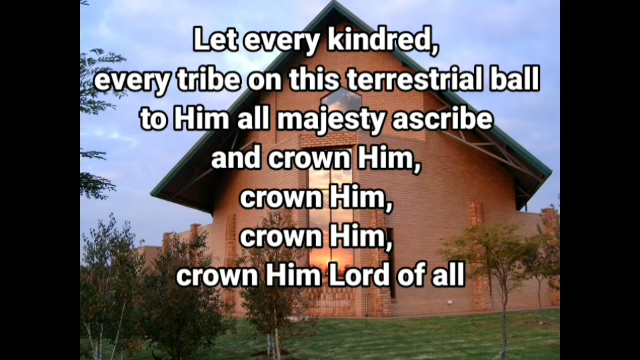 Let every kindred,
every tribe on this terrestrial ball
to Him all majesty ascribe
and crown Him,
crown Him,
crown Him,
crown Him Lord of all